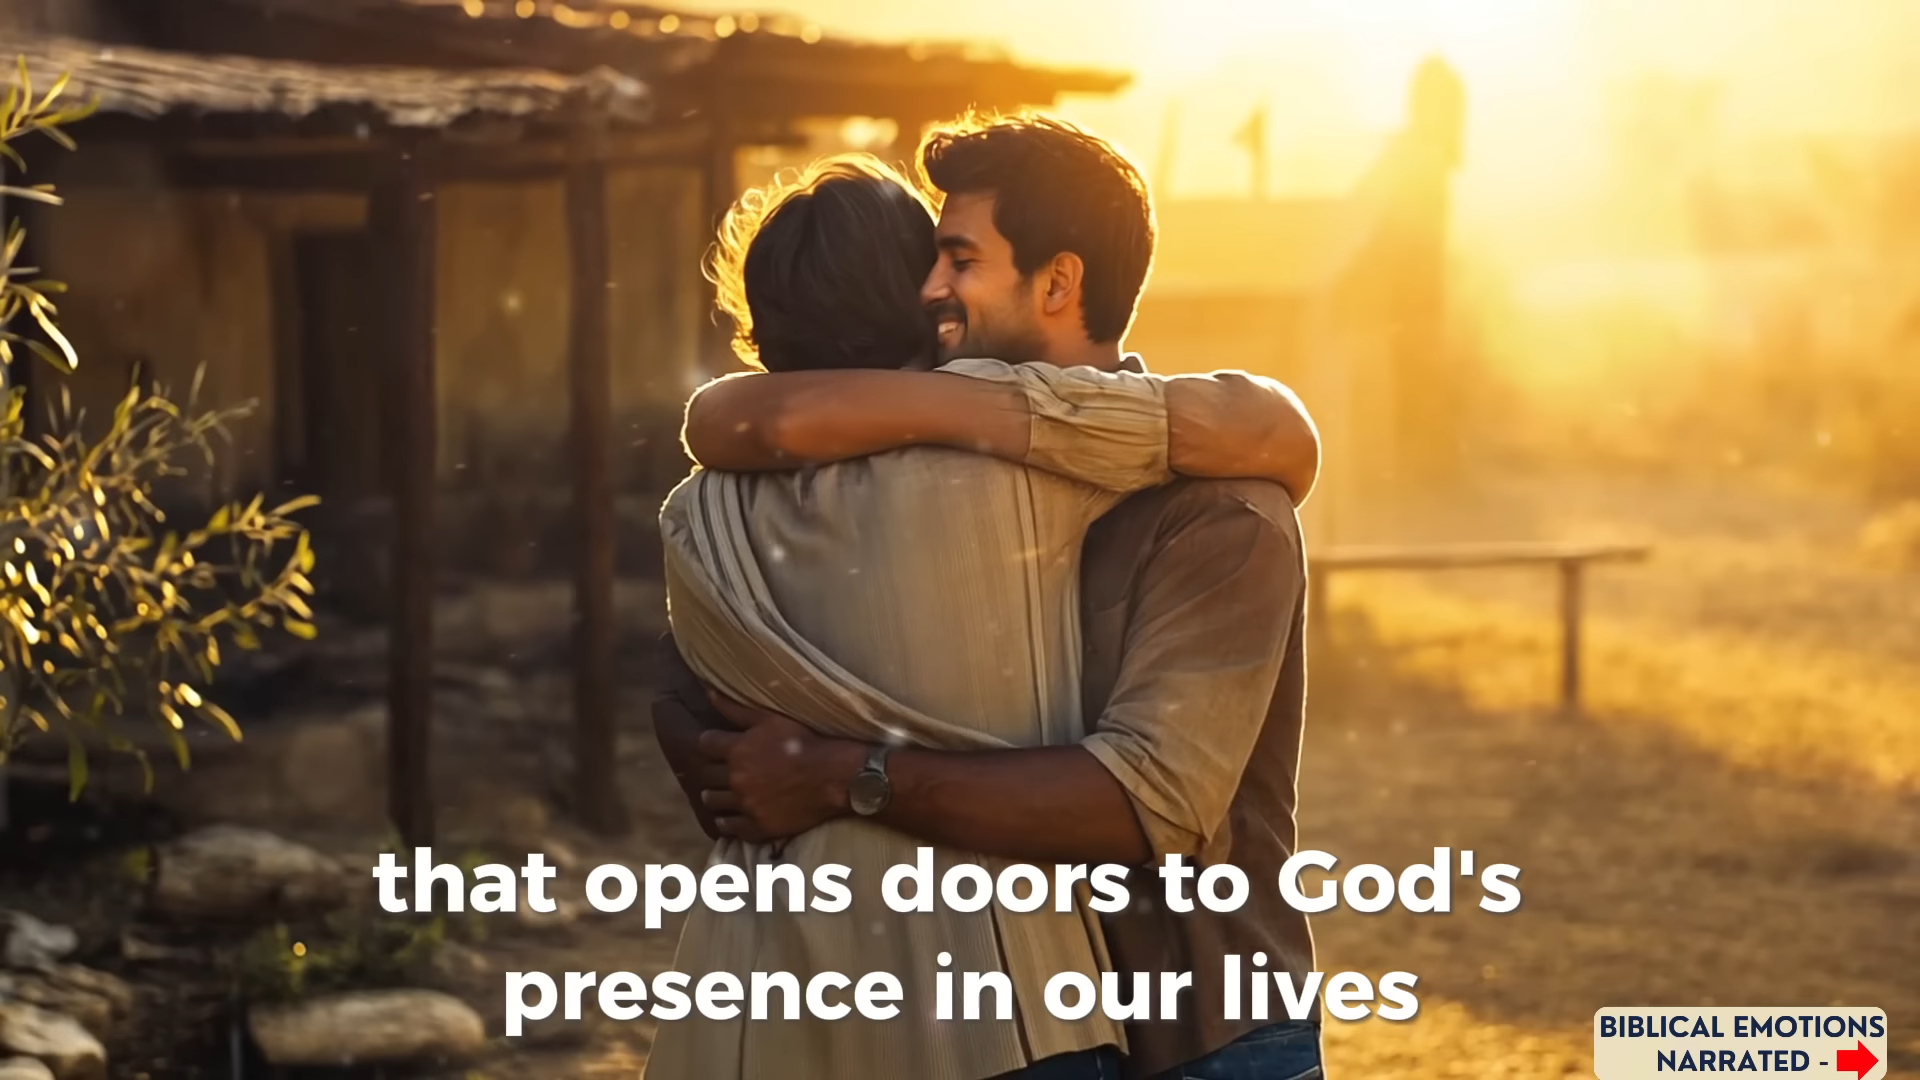 that opens doors to God's
presence in our lives
BIBLICAL EMOTIONS
NARRATED -